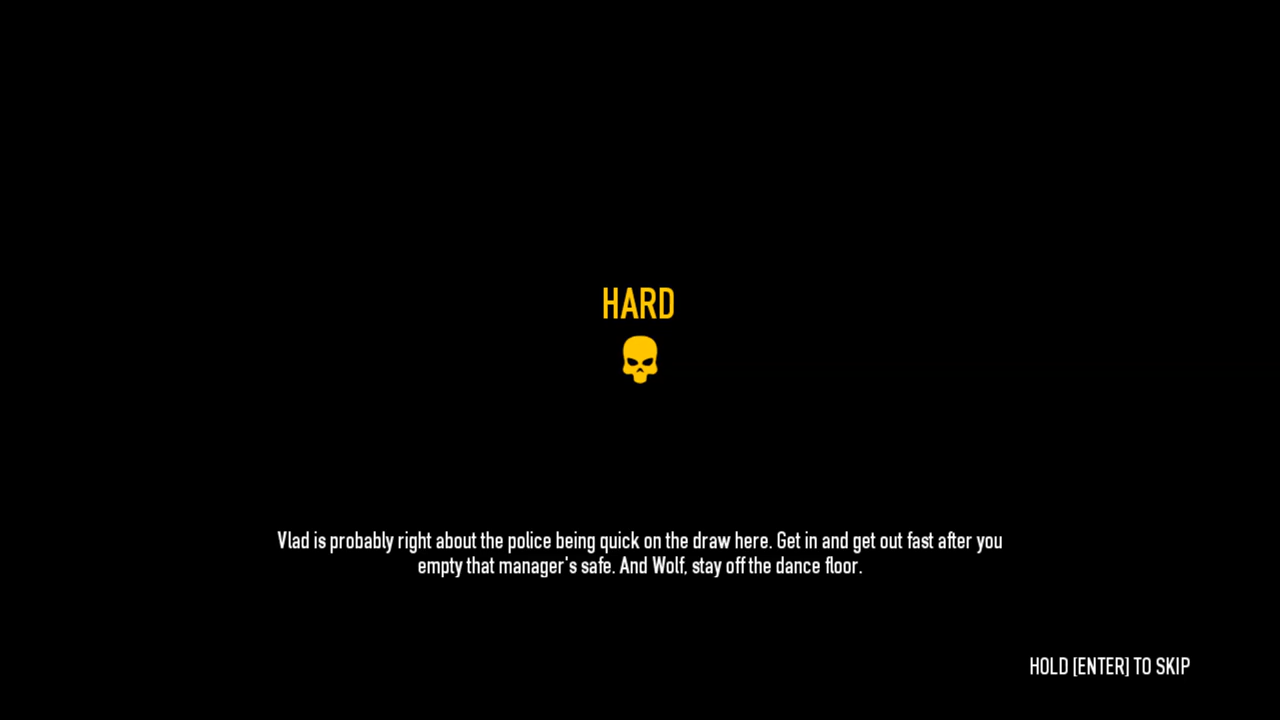 HARD
Vlad is probably right about the police being quick on the draw here. Get in and get out fast after you
empty that manager's safe. And Wolf, stay off the dance floor.
HOLD [ENTER] TO SKIP